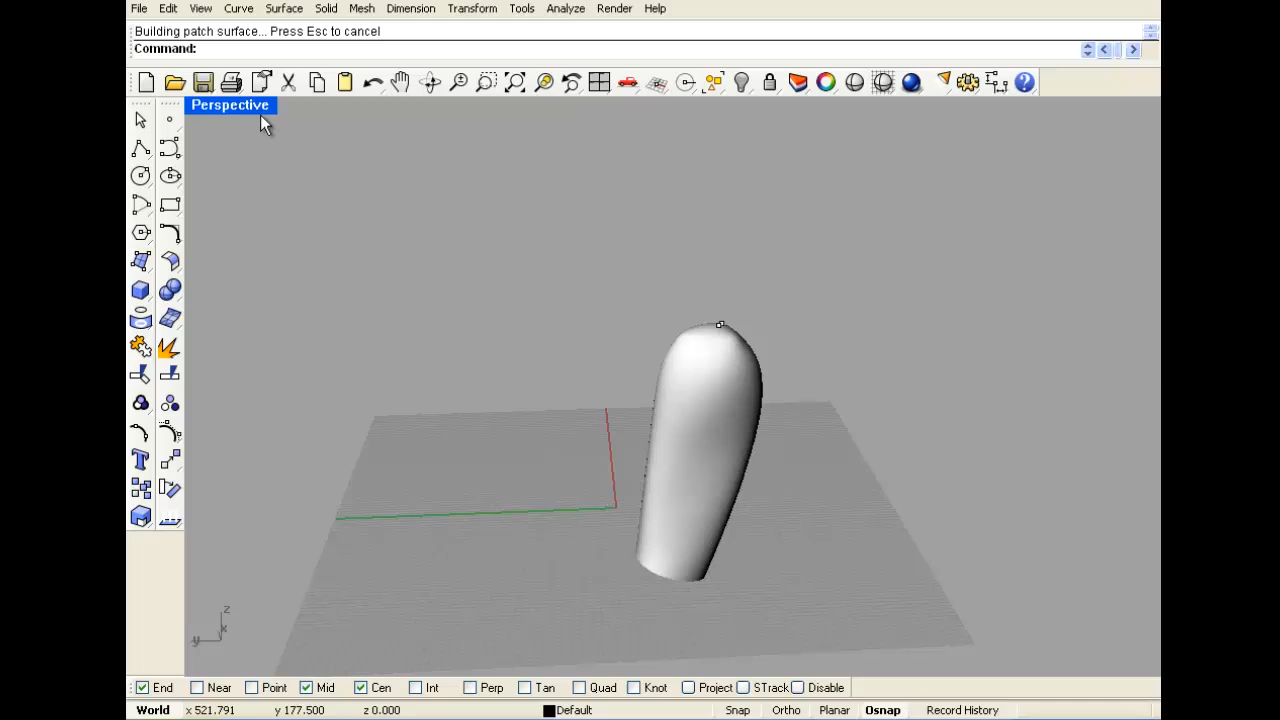 File Edit View Curve Surface Solid Mesh Dimension Transform Tools Analyze Render Help
Building patch surface... Press Esc to cancel
Command:
Perspective
z
x
y
End Near Point Mid Cen Int Perp Tan Quad Knot Project STrack Disable
World x 521.791 y 177.500 z 0.000 Default Snap Ortho Planar Osnap Record History